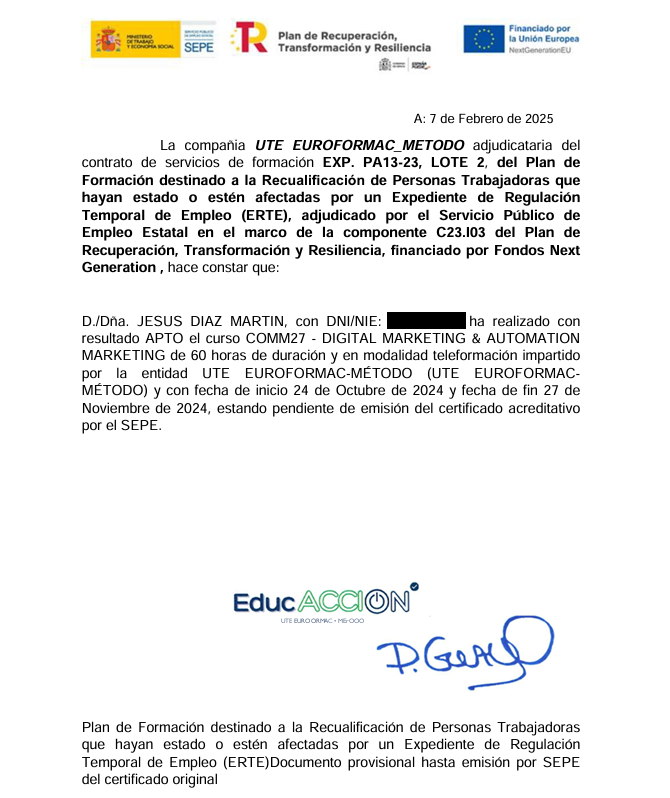 MINISTERIO
DE TRABAJO
Y ECONOMÍA SOCIAL
SERVICIO PÚBLICO
DE EMPLEO ESTATAL
SEPE
Plan de Recuperación,
Transformación y Resiliencia
Financiado por
la Unión Europea
NextGenerationEU
A: 7 de Febrero de 2025
La compañia UTE EUROFORMAC_METODO adjudicataria del
contrato de servicios de formación EXP. PA13-23, LOTE 2, del Plan de
Formación destinado a la Recualificación de Personas Trabajadoras que
hayan estado o estén afectadas por un Expediente de Regulación
Temporal de Empleo (ERTE), adjudicado por el Servicio Público de
Empleo Estatal en el marco de la componente C23.I03 del Plan de
Recuperación, Transformación y Resiliencia, financiado por Fondos Next
Generation , hace constar que:
D./Dña. JESUS DIAZ MARTIN, con DNI/NIE: ha realizado con
resultado APTO el curso COMM27 - DIGITAL MARKETING & AUTOMATION
MARKETING de 60 horas de duración y en modalidad teleformación impartido
por la entidad UTE EUROFORMAC-MÉTODO (UTE EUROFORMAC-
MÉTODO) y con fecha de inicio 24 de Octubre de 2024 y fecha de fin 27 de
Noviembre de 2024, estando pendiente de emisión del certificado acreditativo
por el SEPE.
EducACCIÓN
Plan de Formación destinado a la Recualificación de Personas Trabajadoras
que hayan estado o estén afectadas por un Expediente de Regulación
Temporal de Empleo (ERTE)Documento provisional hasta emisión por SEPE
del certificado original